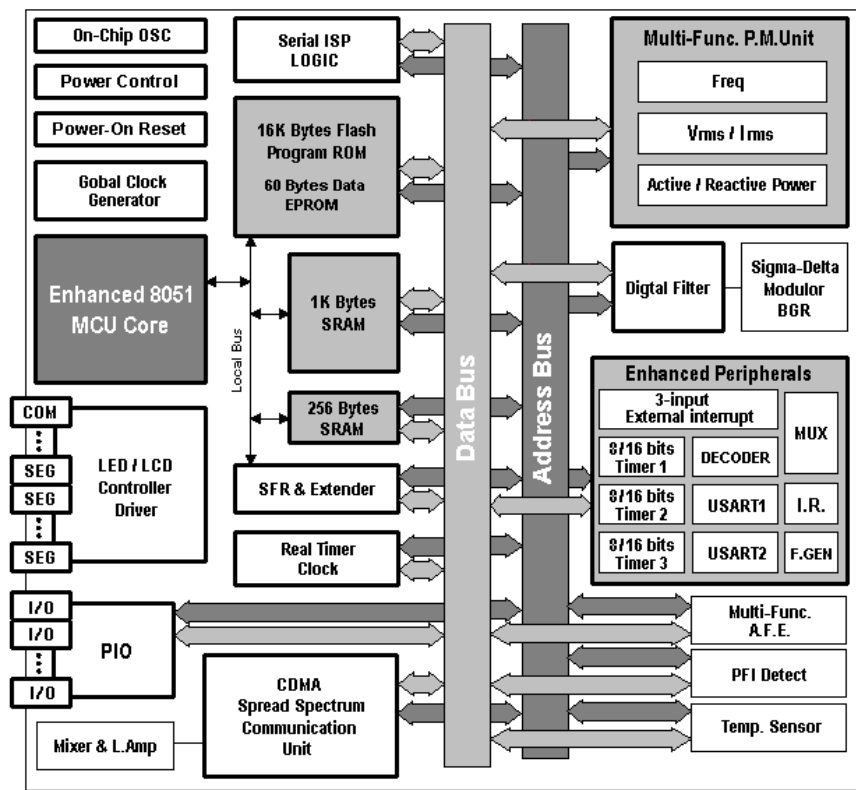 On-Chip OSC
Power Control
Power-On Reset
Gobal Clock
Generator
Enhanced 8051
MCU Core
Serial ISP
LOGIC
16K Bytes Flash
Program ROM
60 Bytes Data
EPROM
1K Bytes
SRAM
Local Bus
256 Bytes
SRAM
SFR & Extender
Real Timer
Clock
COM
SEG
SEG
SEG
LED / LCD
Controller
Driver
I/O
I/O
I/O
PIO
CDMA
Spread Spectrum
Communication
Unit
Mixer & L.Amp
Data Bus
Address Bus
Multi-Func. P.M.Unit
Freq
Vrms / Irms
Active / Reactive Power
Digtal Filter
Sigma-Delta
Modulor
BGR
Enhanced Peripherals
3-input
External interrupt
MUX
8/16 bits
Timer 1
DECODER
8/16 bits
Timer 2
USART1
I.R.
8/16 bits
Timer 3
USART2
F.GEN
Multi-Func.
A.F.E.
PFI Detect
Temp. Sensor